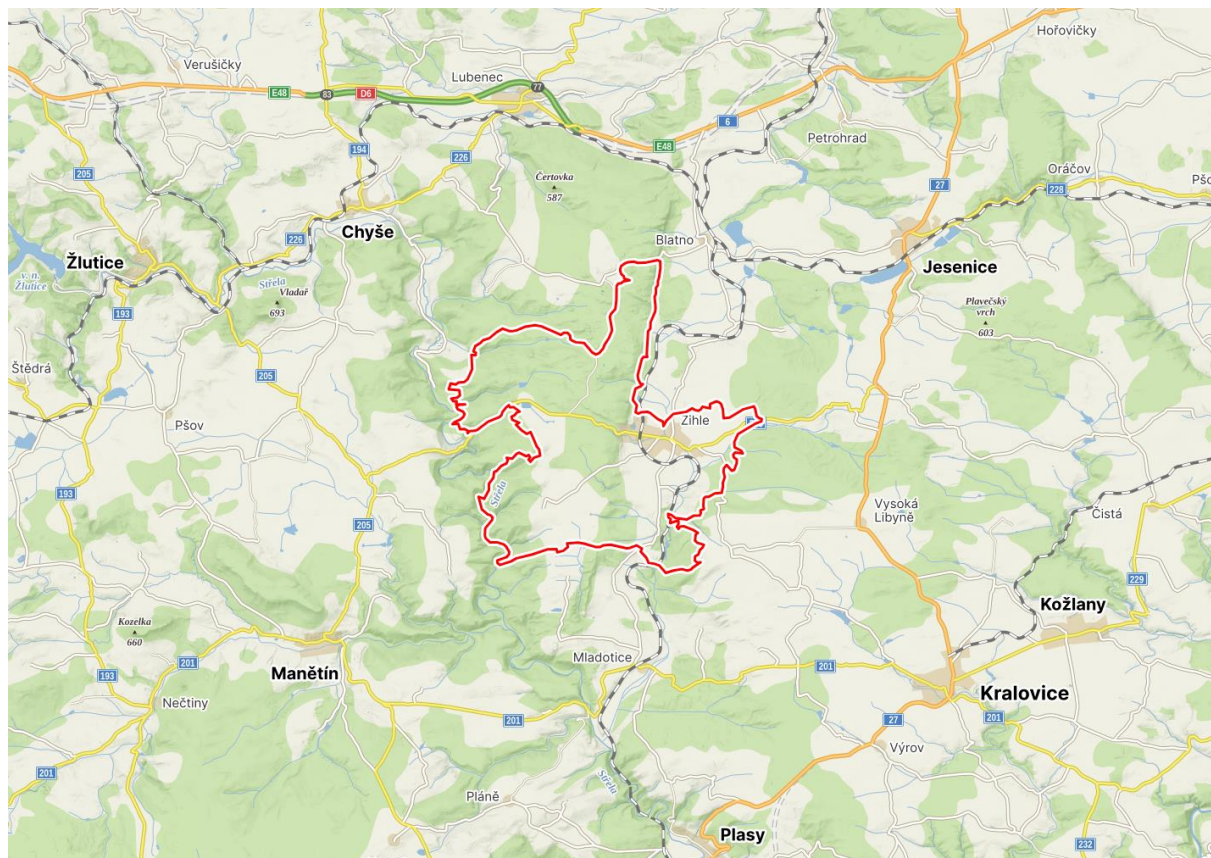 Hořovičky
Verušičky
Lubenec
E48
83
D6
77
205
194
226
6
E48
Petrohrad
27
Oráčov
228
Čertovka
587
Chyše
226
Blatno
Žlutice
v. n.
Žlutice
Střela
Vladař
693
Jesenice
Plavečský
vrch
603
193
Štědrá
205
Pšov
Žihle
193
Střela
Vysoká
Libyně
Čistá
205
229
Kožlany
Kozelka
660
201
Manětín
Mladotice
201
193
Nečtiny
Kralovice
201
27
201
Výrov
201
Střela
Pláně
Plasy
232